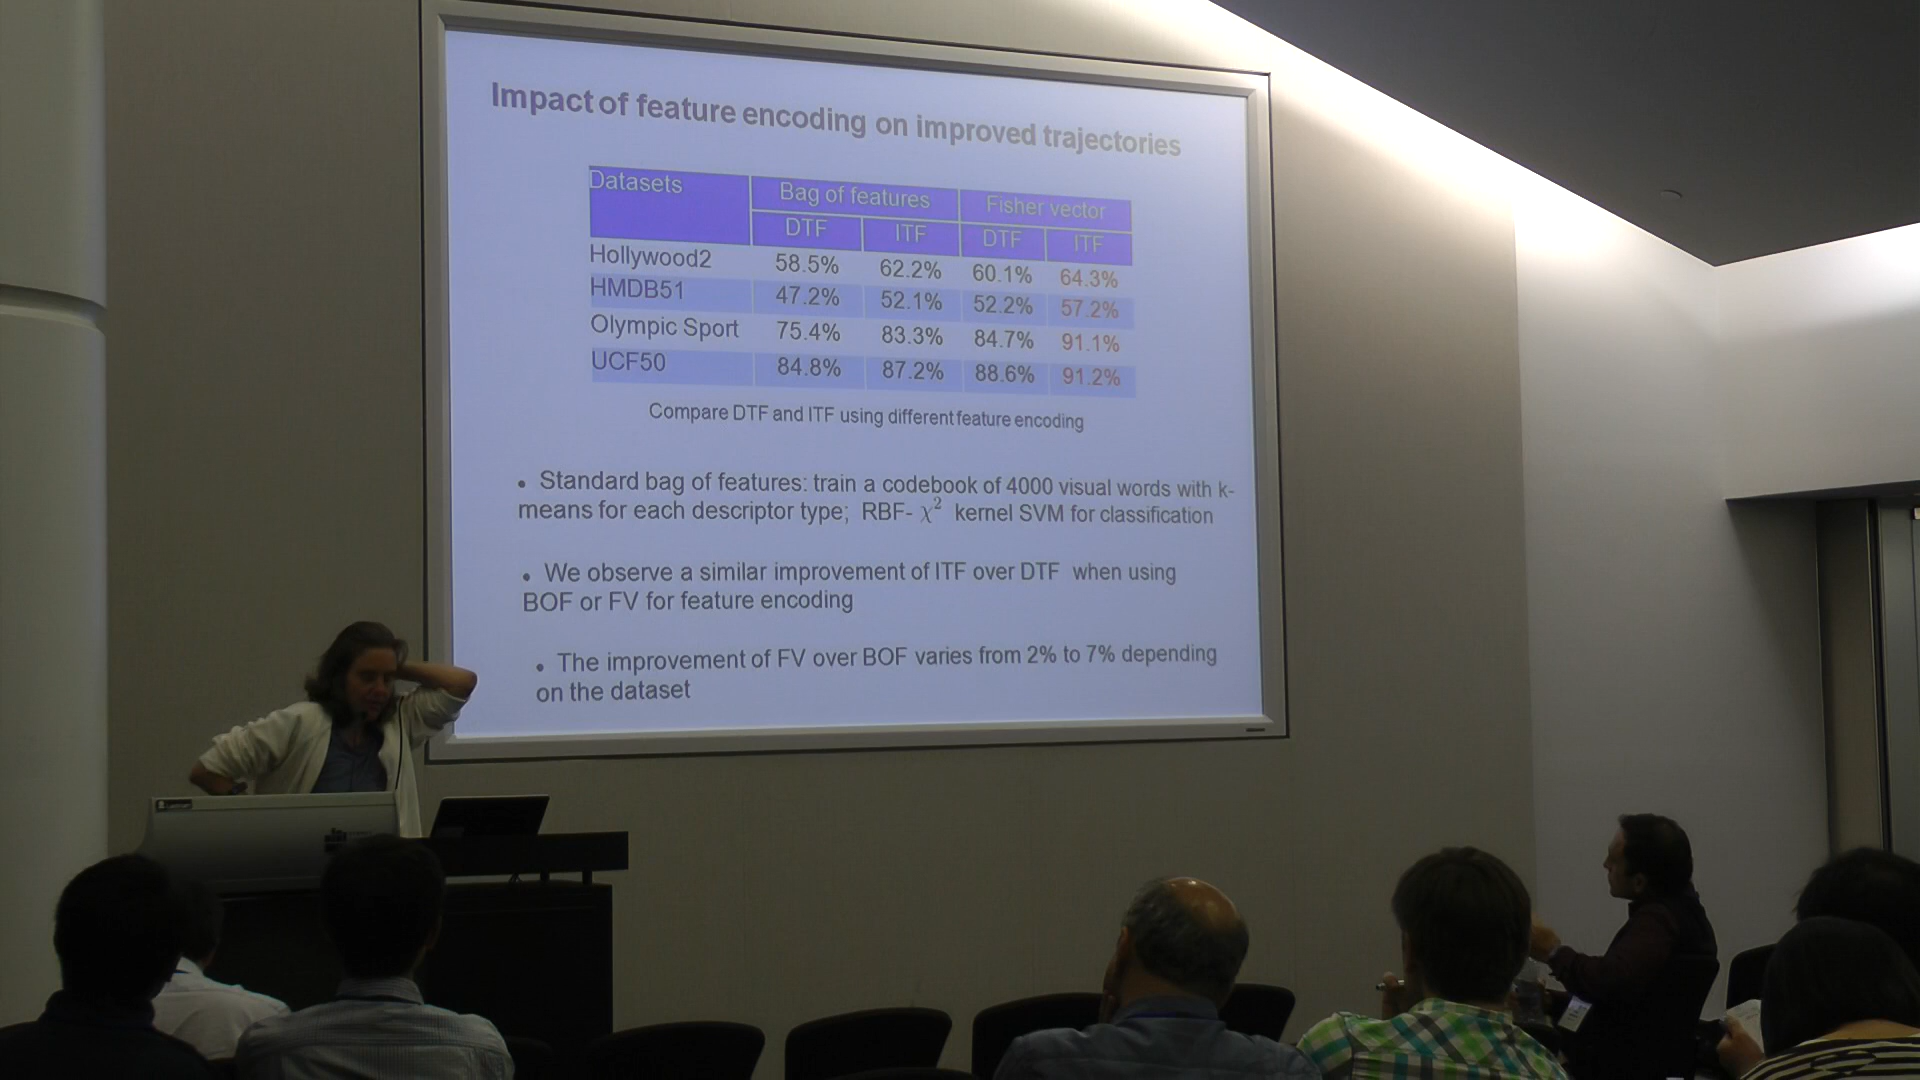 Impact of feature encoding on improved trajectories
Datasets Bag of features Fisher vector
DTF ITF DTF ITF
Hollywood2 58.5% 62.2% 60.1% 64.3%
HMDB51 47.2% 52.1% 52.2% 57.2%
Olympic Sport 75.4% 83.3% 84.7% 91.1%
UCF50 84.8% 87.2% 88.6% 91.2%
Compare DTF and ITF using different feature encoding
• Standard bag of features: train a codebook of 4000 visual words with k-
means for each descriptor type; RBF- χ² kernel SVM for classification
• We observe a similar improvement of ITF over DTF when using
BOF or FV for feature encoding
• The improvement of FV over BOF varies from 2% to 7% depending
on the dataset